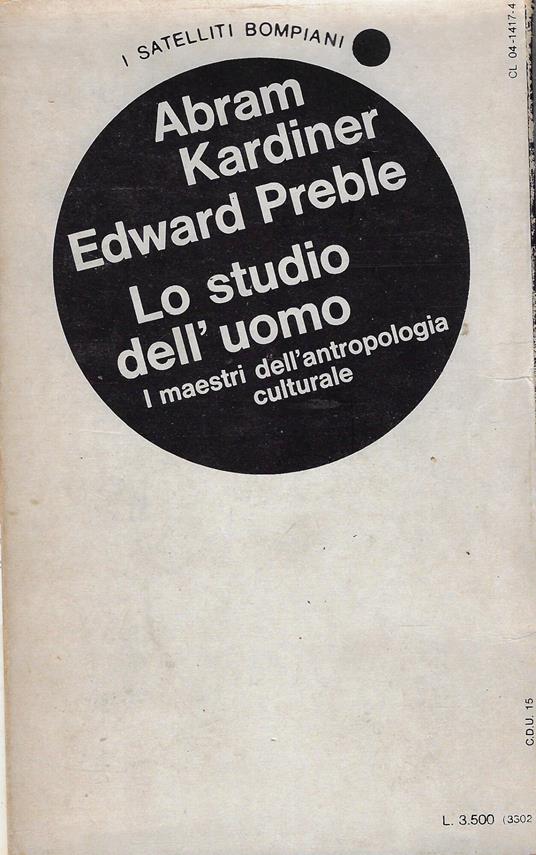 I SATELLITI BOMPIANI
Abram
Kardiner
Edward Preble
Lo studio
dell'uomo
I maestri dell'antropologia
culturale
CL 04-1417-4
C.D.U. 15
L. 3.500 (3302